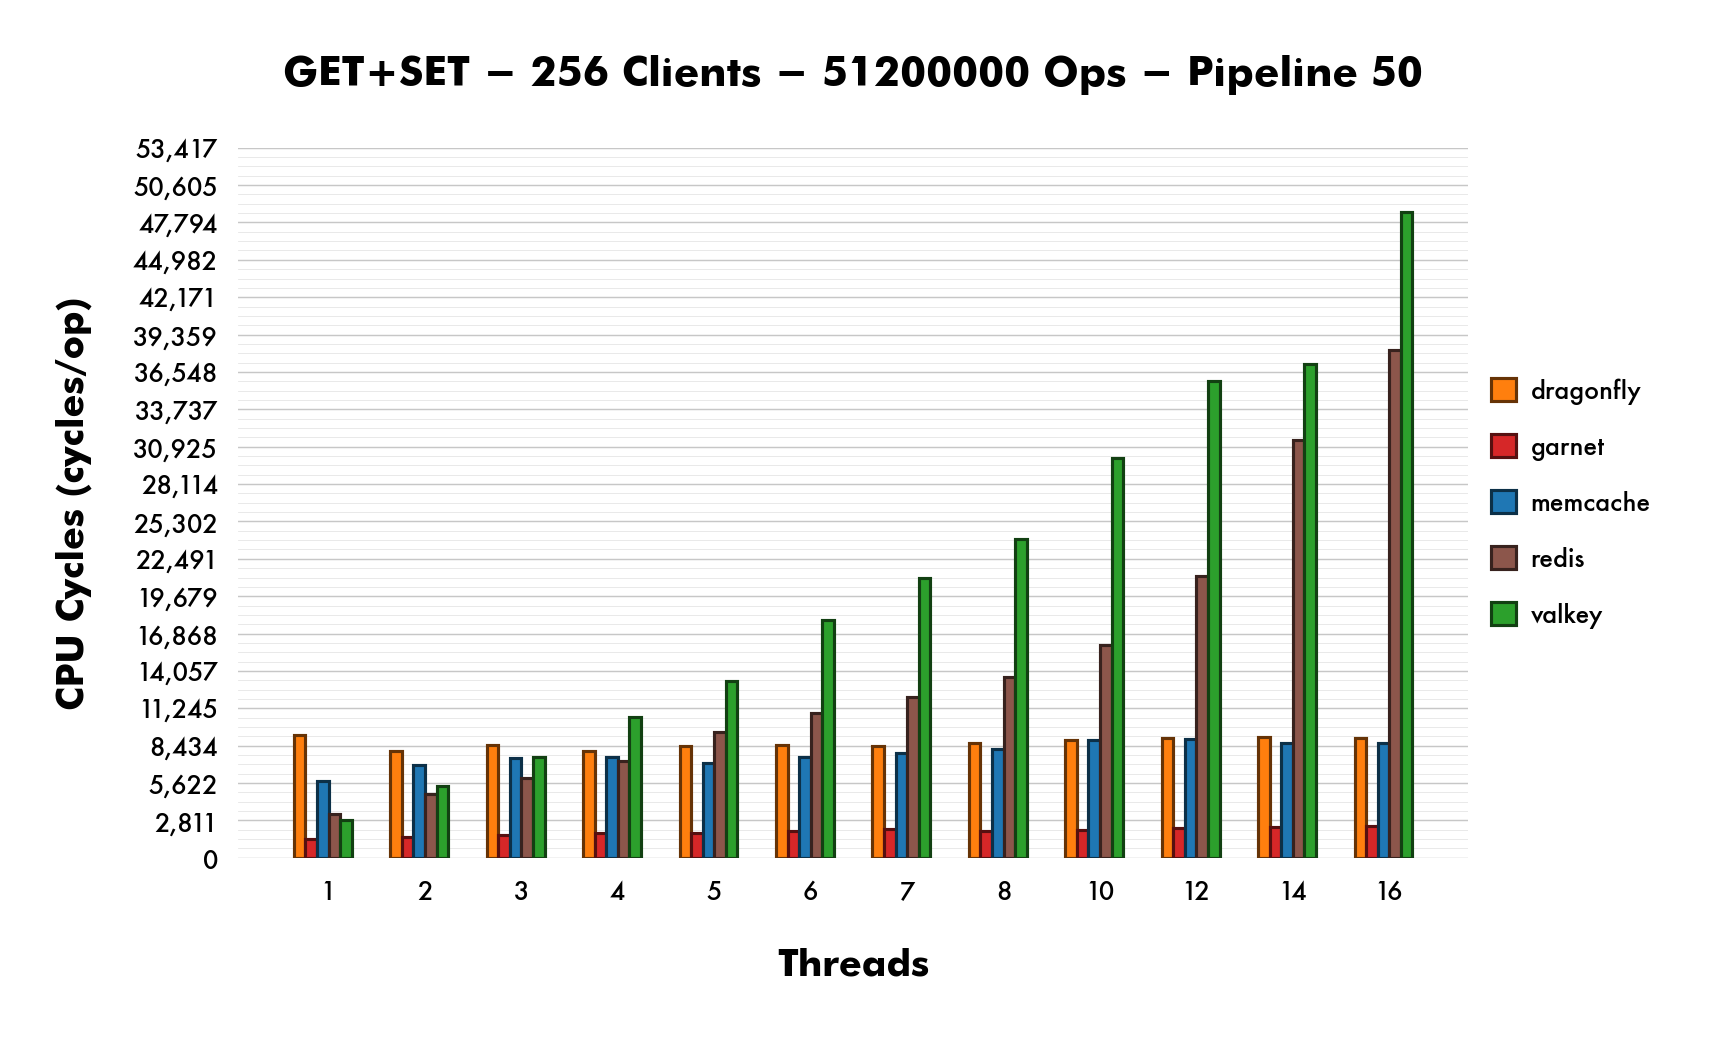 GET+SET – 256 Clients – 51200000 Ops – Pipeline 50
53,417
50,605
47,794
44,982
42,171
39,359
36,548
33,737
30,925
28,114
25,302
22,491
19,679
16,868
14,057
11,245
8,434
5,622
2,811
0
CPU Cycles (cycles/op)
1 2 3 4 5 6 7 8 10 12 14 16
Threads
dragonfly
garnet
memcache
redis
valkey